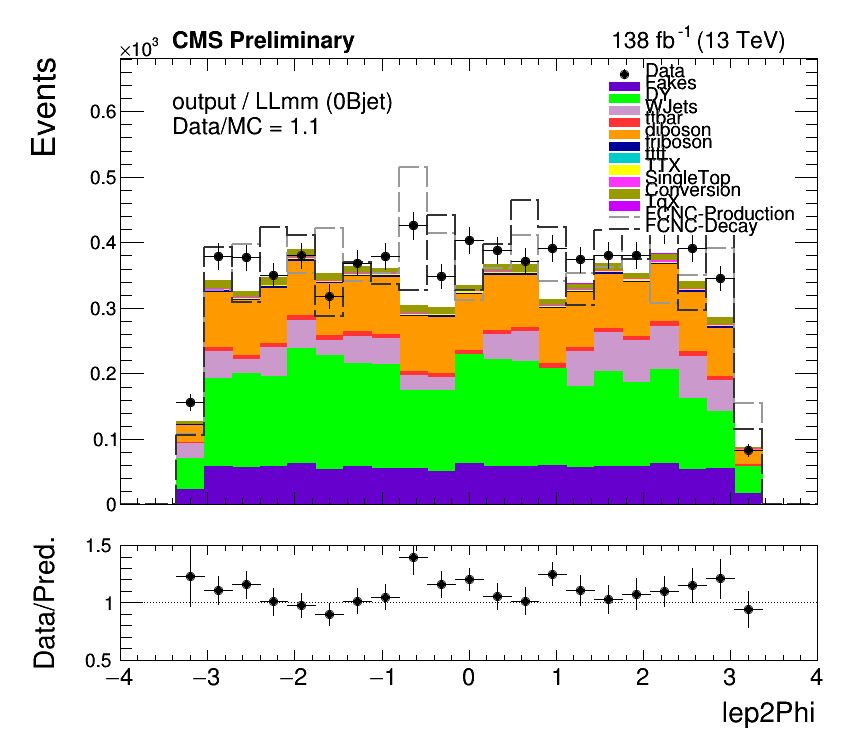 ×10³ CMS Preliminary 138 fb⁻¹ (13 TeV)
Events
output / LLmm (0Bjet)
Data/MC = 1.1
Data
Fakes
DY
WJets
ttbar
diboson
triboson
tttt
TTX
SingleTop
Conversion
TqX
FCNC-Production
FCNC-Decay
0.6
0.5
0.4
0.3
0.2
0.1
0
Data/Pred.
1.5
1
0.5
−4 −3 −2 −1 0 1 2 3 4
lep2Phi